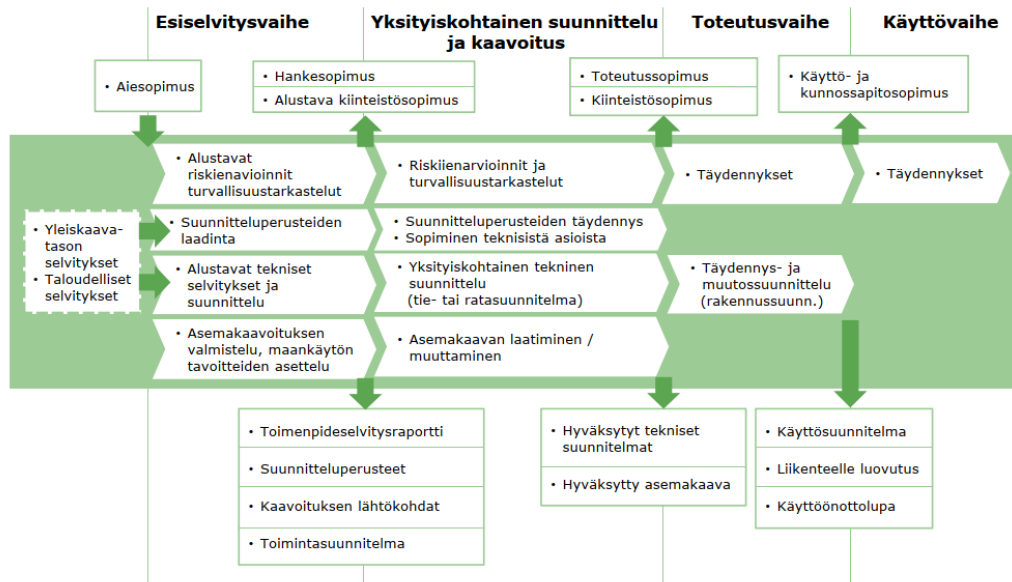 Esiselvitysvaihe
Yksityiskohtainen suunnittelu
ja kaavoitus
Toteutusvaihe
Käyttövaihe
• Aiesopimus
• Hankesopimus
• Alustava kiinteistösopimus
• Toteutussopimus
• Kiinteistösopimus
• Käyttö- ja
kunnossapitosopimus
• Alustavat
riskienavioinnit
turvallisuustarkastelut
• Riskiienarvioinnit ja
turvallisuustarkastelut
• Täydennykset
• Täydennykset
• Yleiskaava-
tason
selvitykset
• Taloudelliset
selvitykset
• Suunnitteluperusteiden
laadinta
• Suunnitteluperusteiden täydennys
• Sopiminen teknisistä asioista
• Alustavat tekniset
selvitykset ja
suunnittelu
• Yksityiskohtainen tekninen
suunnittelu
(tie- tai ratasuunnitelma)
• Täydennys- ja
muutossuunnittelu
(rakennussuunn.)
• Asemakaavoituksen
valmistelu, maankäytön
tavoitteiden asettelu
• Asemakaavan laatiminen /
muuttaminen
• Toimenpideselvitysraportti
• Suunnitteluperusteet
• Kaavoituksen lähtökohdat
• Toimintasuunnitelma
• Hyväksytyt tekniset
suunnitelmat
• Hyväksytty asemakaava
• Käyttösuunnitelma
• Liikenteelle luovutus
• Käyttöönottolupa